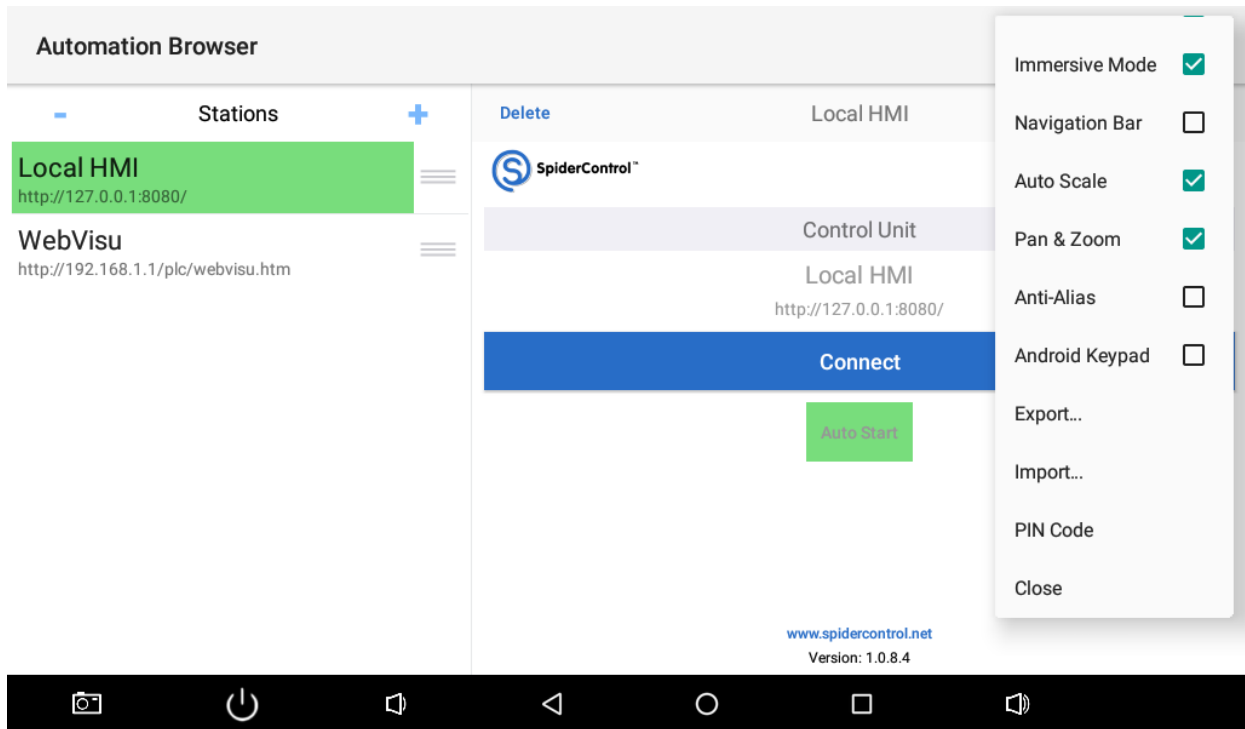 Automation Browser
- Stations +
Local HMI
http://127.0.0.1:8080/
WebVisu
http://192.168.1.1/plc/webvisu.htm
Delete
Local HMI
SpiderControl™
Control Unit
Local HMI
http://127.0.0.1:8080/
Connect
Auto Start
www.spidercontrol.net
Version: 1.0.8.4
Immersive Mode
Navigation Bar
Auto Scale
Pan & Zoom
Anti-Alias
Android Keypad
Export...
Import...
PIN Code
Close